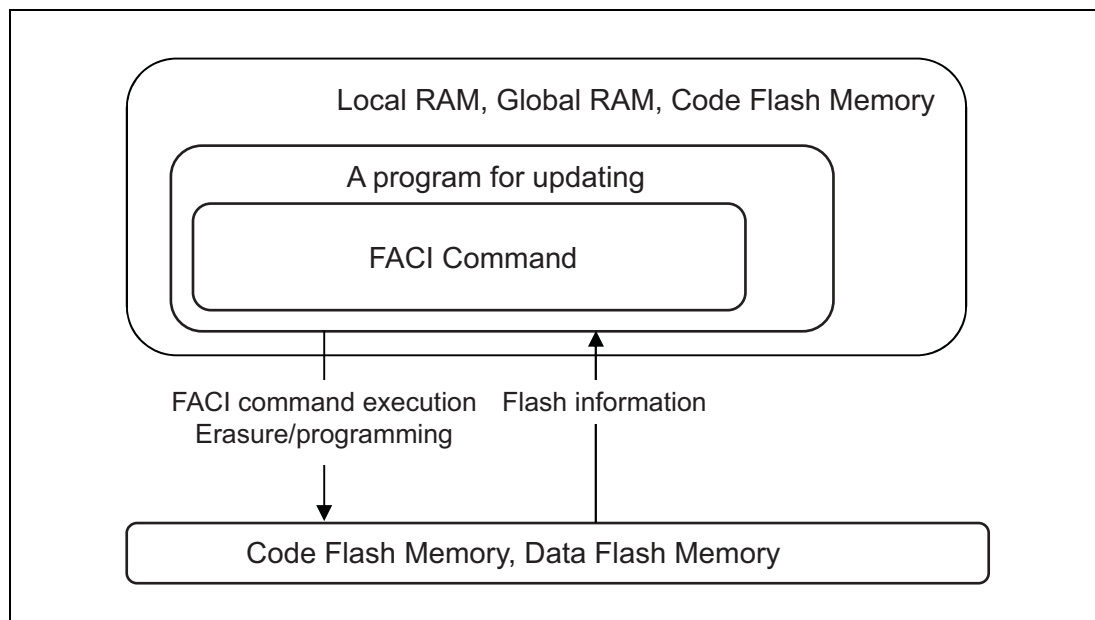 Local RAM, Global RAM, Code Flash Memory
A program for updating
FACI Command
FACI command execution
Erasure/programming
Flash information
Code Flash Memory, Data Flash Memory